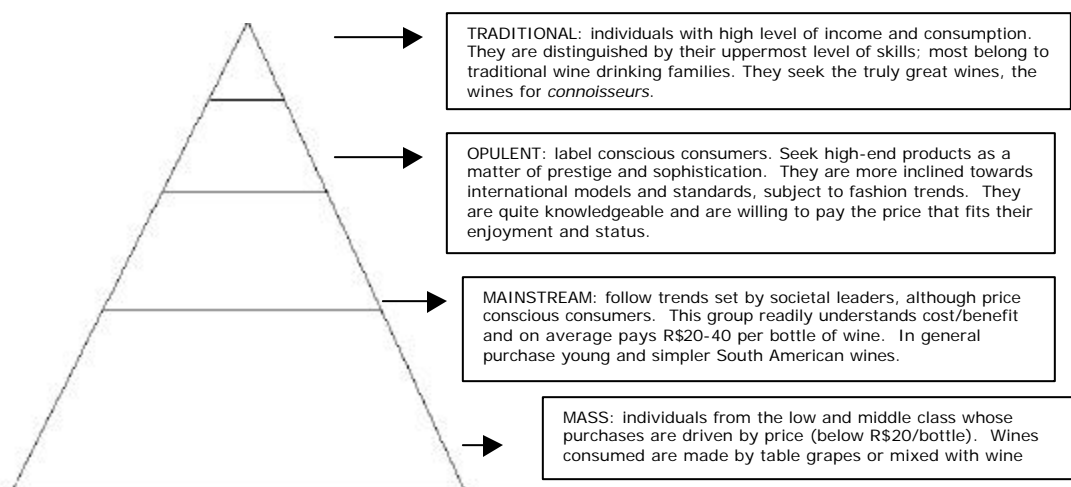 TRADITIONAL: individuals with high level of income and consumption.
They are distinguished by their uppermost level of skills; most belong to
traditional wine drinking families. They seek the truly great wines, the
wines for connoisseurs.
OPULENT: label conscious consumers. Seek high-end products as a
matter of prestige and sophistication. They are more inclined towards
international models and standards, subject to fashion trends. They
are quite knowledgeable and are willing to pay the price that fits their
enjoyment and status.
MAINSTREAM: follow trends set by societal leaders, although price
conscious consumers. This group readily understands cost/benefit
and on average pays R$20-40 per bottle of wine. In general
purchase young and simpler South American wines.
MASS: individuals from the low and middle class whose
purchases are driven by price (below R$20/bottle). Wines
consumed are made by table grapes or mixed with wine